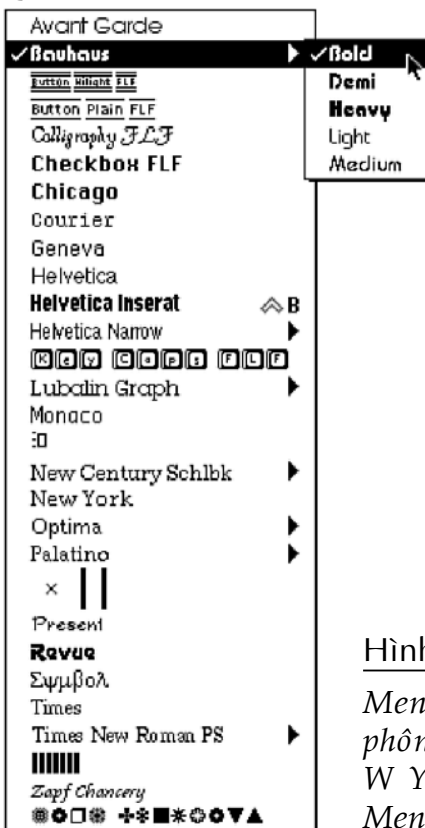 Avant Garde
✓Bauhaus ▶
Button Hilight FLF
Button Plain FLF
Calligraphy FLF
Checkbox FLF
Chicago
Courier
Geneva
Helvetica
Helvetica Inserat B
Helvetica Narrow ▶
Key Caps FLF
Lubalin Graph ▶
Monaco
New Century Schlbk ▶
New York
Optima ▶
Palatino ▶
Present
Revue
Σψμβολ
Times
Times New Roman PS ▶
Zapf Chancery
✓Bold
Demi
Heavy
Light
Medium
Hình
Men
phôn
W Y
Men